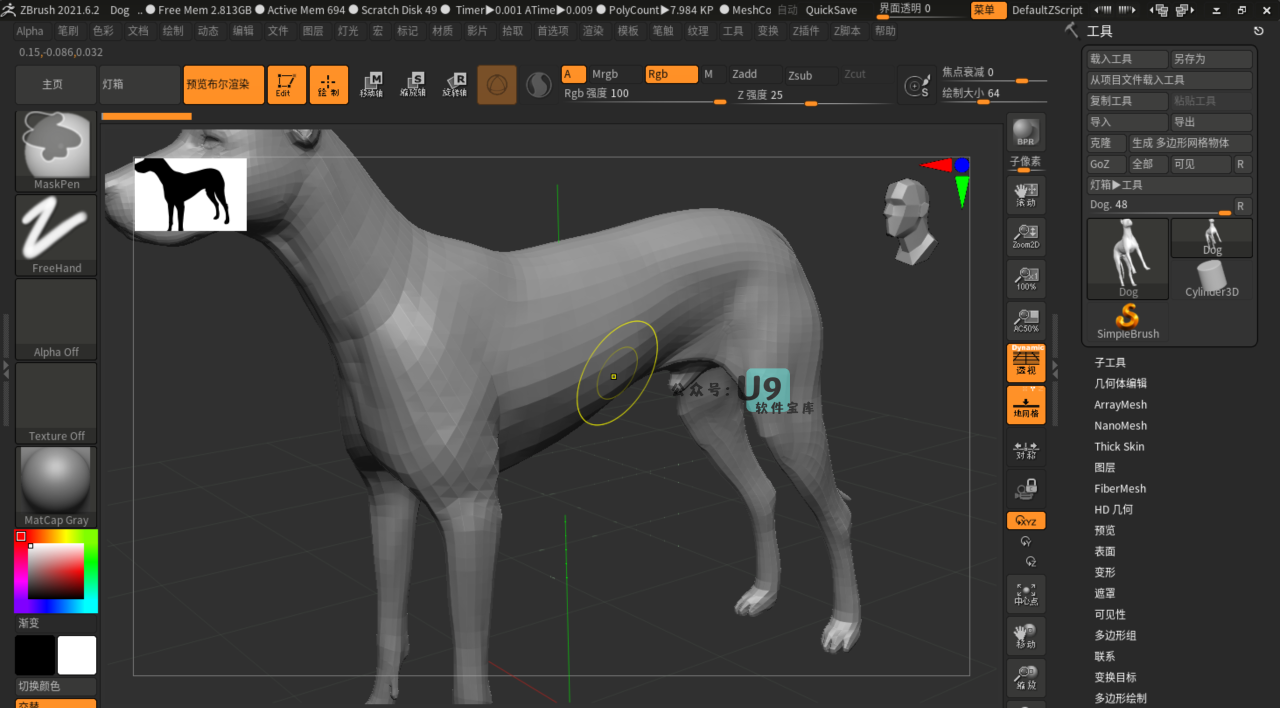 ZBrush 2021.6.2 Dog .. Free Mem 2.813GB Active Mem 694 Scratch Disk 49 Timer▶0.001 ATime▶0.009 PolyCount▶7.984 KP MeshCo 自动 QuickSave 界面透明 0 菜单 DefaultZScript
Alpha 笔刷 色彩 文档 绘制 动态 编辑 文件 图层 灯光 宏 标记 材质 影片 拾取 首选项 渲染 模板 笔触 纹理 工具 变换 Z插件 Z脚本 帮助
0.15,-0.086,0.032
主页 灯箱 预览布尔渲染 Edit 绘制 M 移动轴 S 缩放轴 R 旋转轴
A Mrgb Rgb M Zadd Zsub Zcut
Rgb 强度 100 Z 强度 25
S 焦点衰减 0
绘制大小 64
MaskPen
FreeHand
Alpha Off
Texture Off
MatCap Gray
渐变
切换颜色
交替
公众号: U9
软件宝库
BPR
子像素
滚动
Zoom2D
100%
AC50%
Dynamic
透视
地网格
对称
XYZ
Y
Z
中心点
移动
缩放
工具
载入工具 另存为
从项目文件载入工具
复制工具 粘贴工具
导入 导出
克隆 生成 多边形网格物体
GoZ 全部 可见 R
灯箱▶工具
Dog. 48 R
Dog
Dog Cylinder3D
SimpleBrush
子工具
几何体编辑
ArrayMesh
NanoMesh
Thick Skin
图层
FiberMesh
HD 几何
预览
表面
变形
遮罩
可见性
多边形组
联系
变换目标
多边形绘制